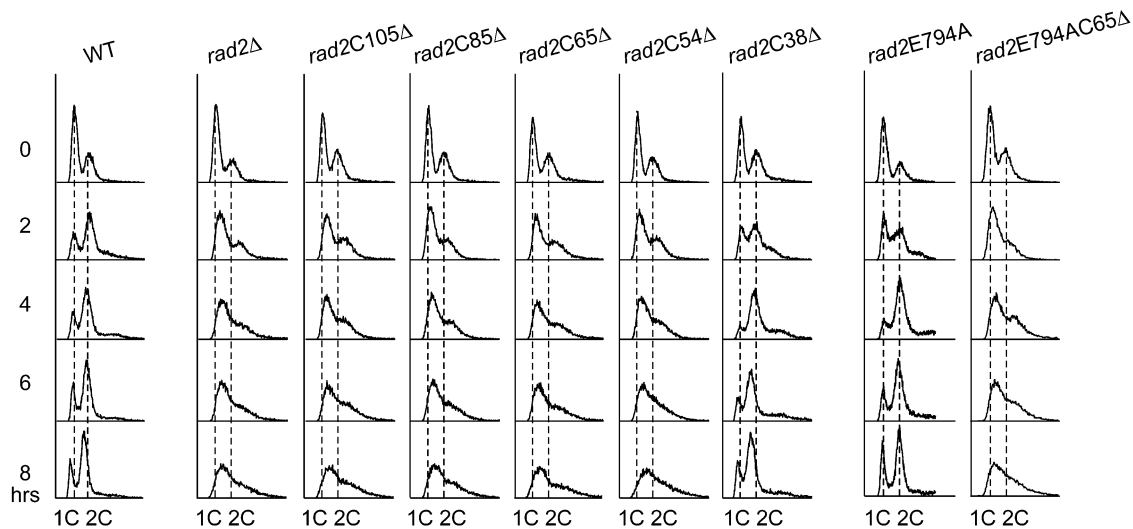 WT rad2Δ rad2C105Δ rad2C85Δ rad2C65Δ rad2C54Δ rad2C38Δ rad2E794A rad2E794AC65Δ
0
2
4
6
8
hrs
1C 2C 1C 2C 1C 2C 1C 2C 1C 2C 1C 2C 1C 2C 1C 2C 1C 2C